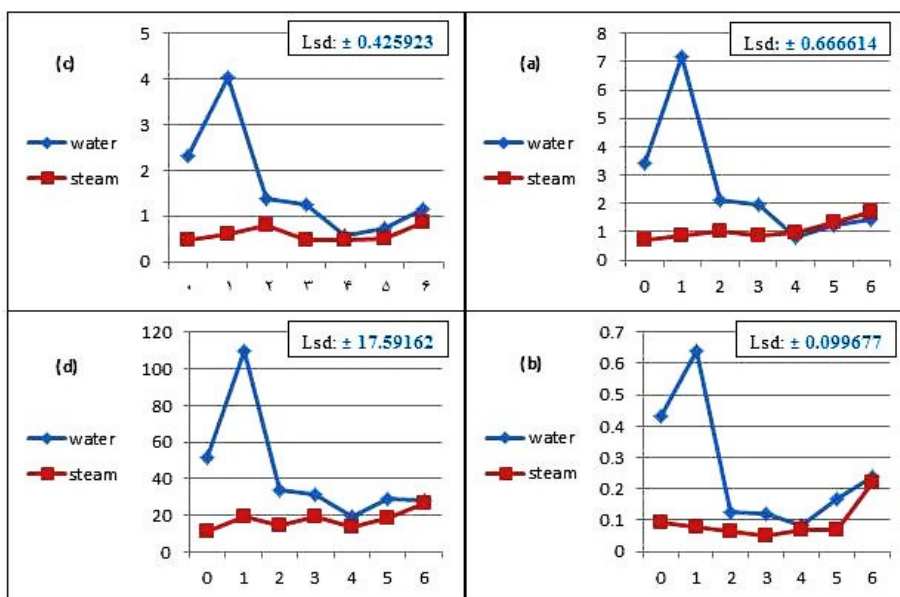 Lsd: ± 0.425923
(c)
5
4
3
2
1
0
water
steam
۰ ۱ ۲ ۳ ۴ ۵ ۶
Lsd: ± 0.666614
(a)
8
7
6
5
4
3
2
1
0
water
steam
0 1 2 3 4 5 6
Lsd: ± 17.59162
(d)
120
100
80
60
40
20
0
water
steam
0 1 2 3 4 5 6
Lsd: ± 0.099677
(b)
0.7
0.6
0.5
0.4
0.3
0.2
0.1
0
water
steam
0 1 2 3 4 5 6